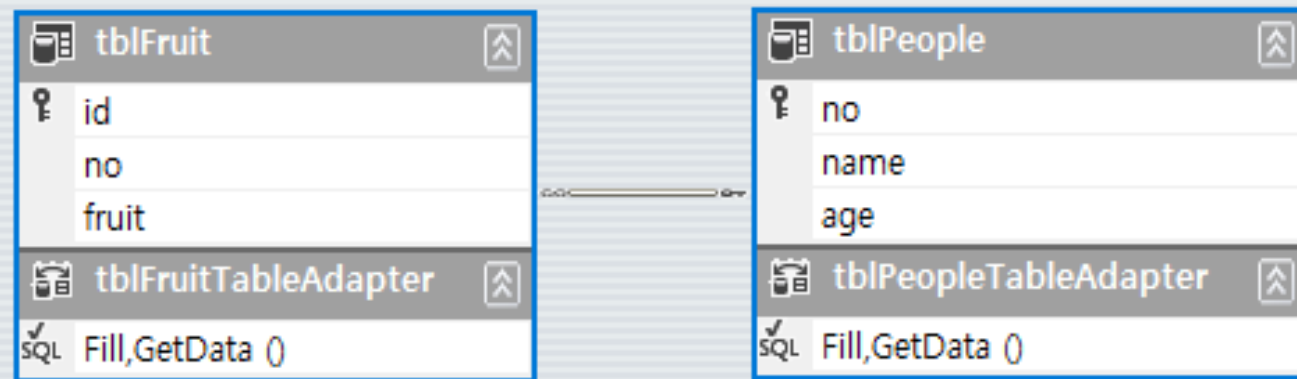 tblFruit
id
no
fruit
tblFruitTableAdapter
SQL Fill,GetData ()
tblPeople
no
name
age
tblPeopleTableAdapter
SQL Fill,GetData ()